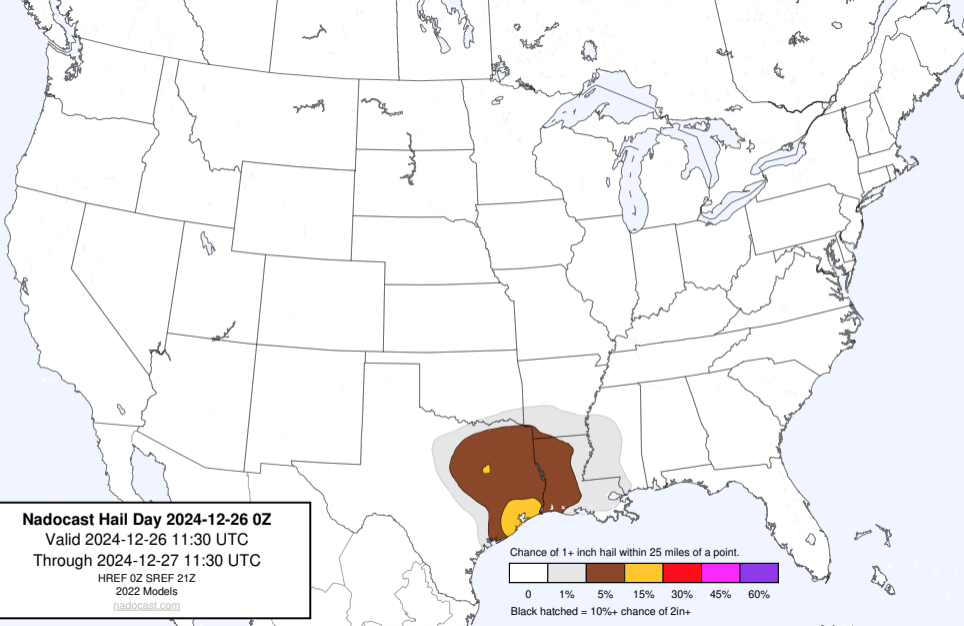 Nadocast Hail Day 2024-12-26 0Z
Valid 2024-12-26 11:30 UTC
Through 2024-12-27 11:30 UTC
HREF 0Z SREF 21Z
2022 Models
nadocast.com
Chance of 1+ inch hail within 25 miles of a point.
0 1% 5% 15% 30% 45% 60%
Black hatched = 10%+ chance of 2in+